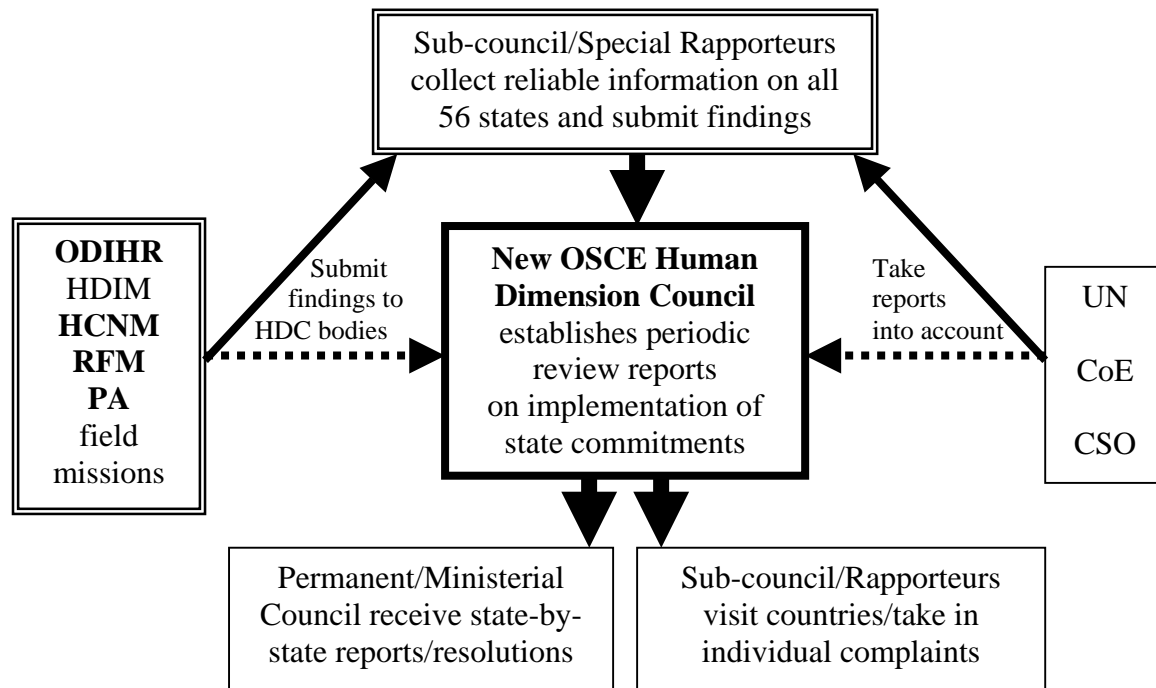 Sub-council/Special Rapporteurs
collect reliable information on all
56 states and submit findings
ODIHR
HDIM
HCNM
RFM
PA
field
missions
Submit
findings to
HDC bodies
New OSCE Human
Dimension Council
establishes periodic
review reports
on implementation of
state commitments
Take
reports
into account
UN
CoE
CSO
Permanent/Ministerial
Council receive state-by-
state reports/resolutions
Sub-council/Rapporteurs
visit countries/take in
individual complaints